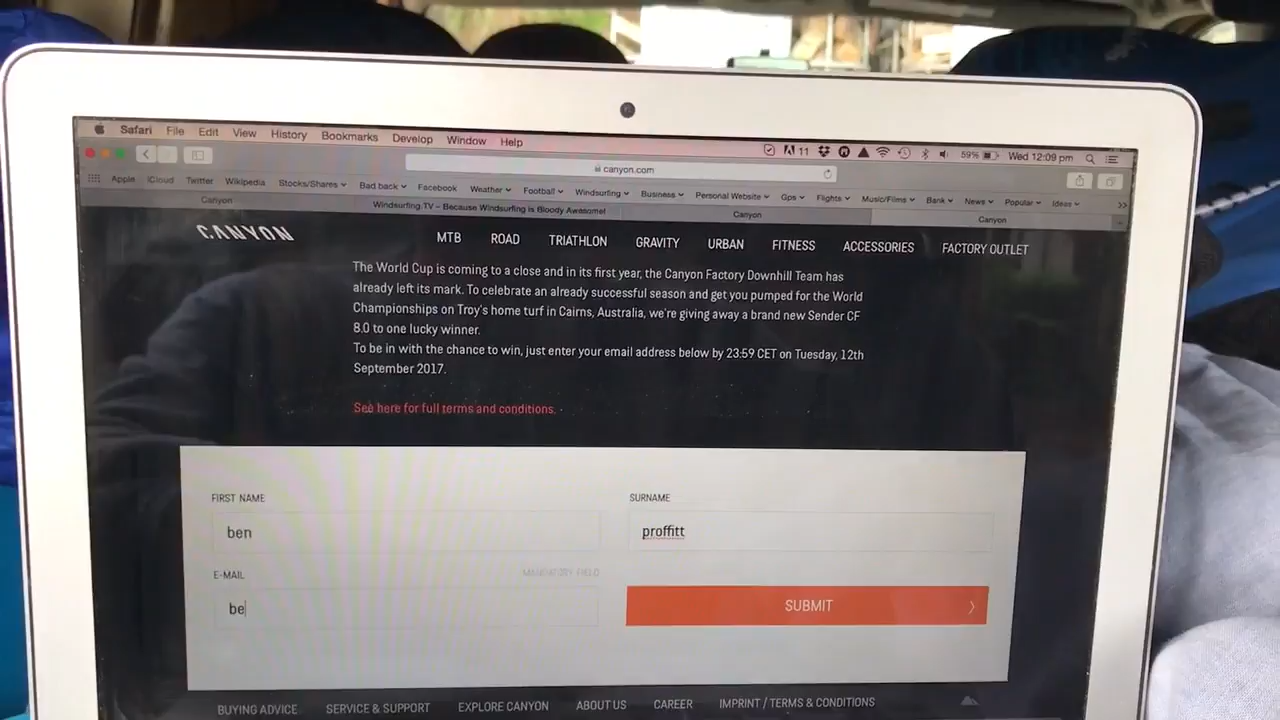 Safari File Edit View History Bookmarks Develop Window Help 11 59% Wed 12:09 pm
canyon.com
Apple iCloud Twitter Wikipedia Stocks/Shares Bad back Facebook Weather Football Windsurfing Business Personal Website Gps Flights Music/Films Bank News Popular Ideas
Canyon Windsurfing.TV – Because Windsurfing is Bloody Awesome! Canyon Canyon
CANYON MTB ROAD TRIATHLON GRAVITY URBAN FITNESS ACCESSORIES FACTORY OUTLET
The World Cup is coming to a close and in its first year, the Canyon Factory Downhill Team has
already left its mark. To celebrate an already successful season and get you pumped for the World
Championships on Troy's home turf in Cairns, Australia, we're giving away a brand new Sender CF
8.0 to one lucky winner.
To be in with the chance to win, just enter your email address below by 23:59 CET on Tuesday, 12th
September 2017.
See here for full terms and conditions.
FIRST NAME SURNAME
ben proffitt
E-MAIL MANDATORY FIELD
be SUBMIT
BUYING ADVICE SERVICE & SUPPORT EXPLORE CANYON ABOUT US CAREER IMPRINT / TERMS & CONDITIONS